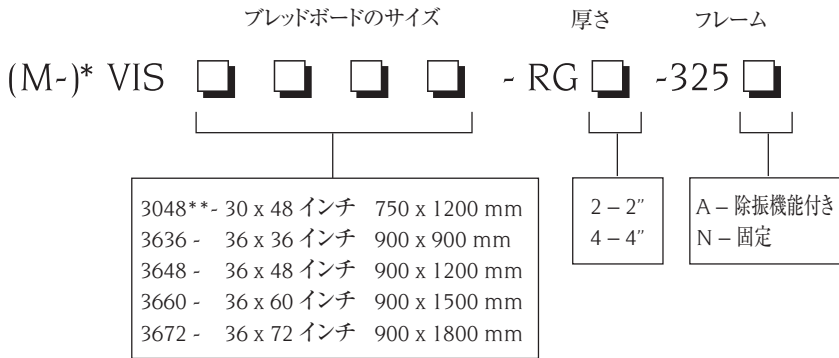 ブレッドボードのサイズ 厚さ フレーム
(M-)* VIS □ □ □ □ - RG □ -325 □
3048**- 30 x 48 インチ 750 x 1200 mm
3636 - 36 x 36 インチ 900 x 900 mm
3648 - 36 x 48 インチ 900 x 1200 mm
3660 - 36 x 60 インチ 900 x 1500 mm
3672 - 36 x 72 インチ 900 x 1800 mm
2 – 2″
4 – 4″
A – 除振機能付き
N – 固定